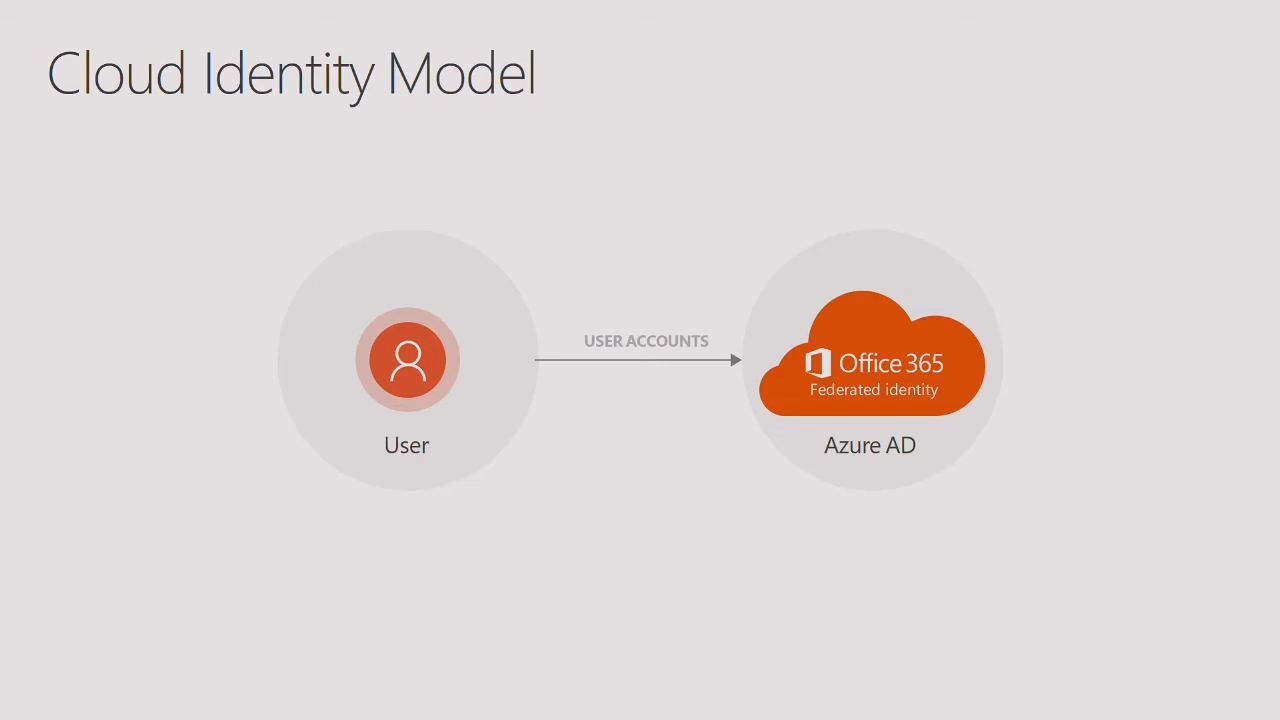 Cloud Identity Model
USER ACCOUNTS
Office 365
Federated identity
User
Azure AD